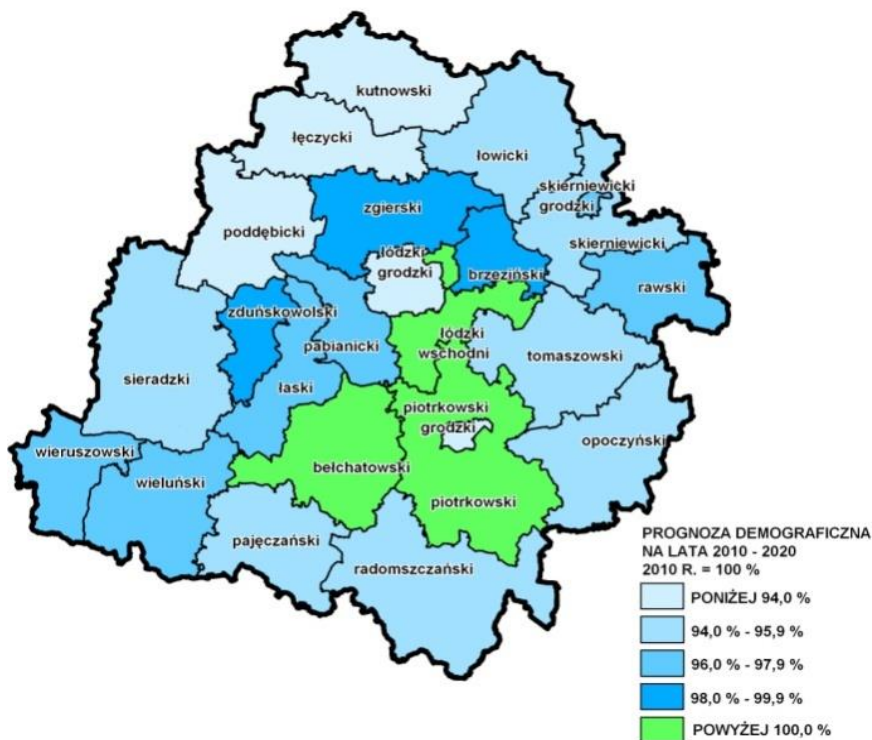 kutnowski
łęczycki
łowicki
skierniewicki
grodzki
zgierski
poddębicki
łódzki
grodzki
skierniewicki
brzeziński
rawski
zduńskowolski
łódzki
wschodni
pabianicki
tomaszowski
sieradzki
łaski
piotrkowski
grodzki
opoczyński
wieruszowski
bełchatowski
wieluński
piotrkowski
pajęczański
radomszczański
PROGNOZA DEMOGRAFICZNA
NA LATA 2010 - 2020
2010 R. = 100 %
PONIŻEJ 94,0 %
94,0 % - 95,9 %
96,0 % - 97,9 %
98,0 % - 99,9 %
POWYŻEJ 100,0 %